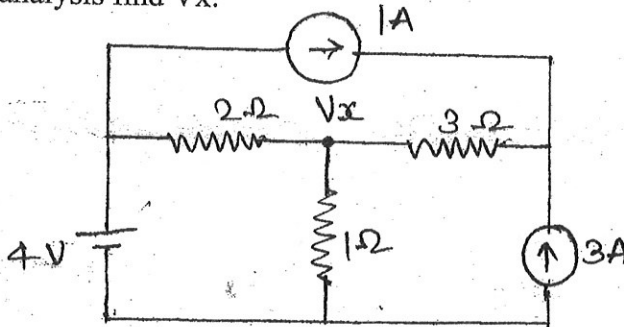 analysis find Vx.
1A
2Ω Vx 3Ω
4V 1Ω 3A